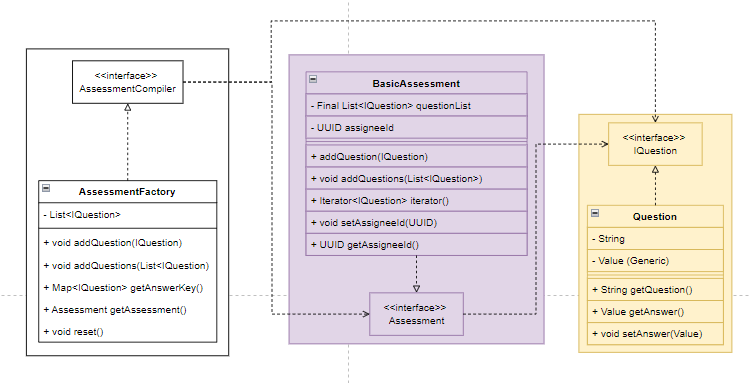 <<interface>>
AssessmentCompiler
AssessmentFactory
- List<IQuestion>
+ void addQuestion(IQuestion)
+ void addQuestions(List<IQuestion)
+ Map<IQuestion> getAnswerKey()
+ Assessment getAssessment()
+ void reset()
BasicAssessment
- Final List<IQuestion> questionList
- UUID assigneeId
+ addQuestion(IQuestion)
+ void addQuestions(List<IQuestion>)
+ Iterator<IQuestion> iterator()
+ void setAssigneeId(UUID)
+ UUID getAssigneeId()
<<interface>>
Assessment
<<interface>>
IQuestion
Question
- String
- Value (Generic)
+ String getQuestion()
+ Value getAnswer()
+ void setAnswer(Value)